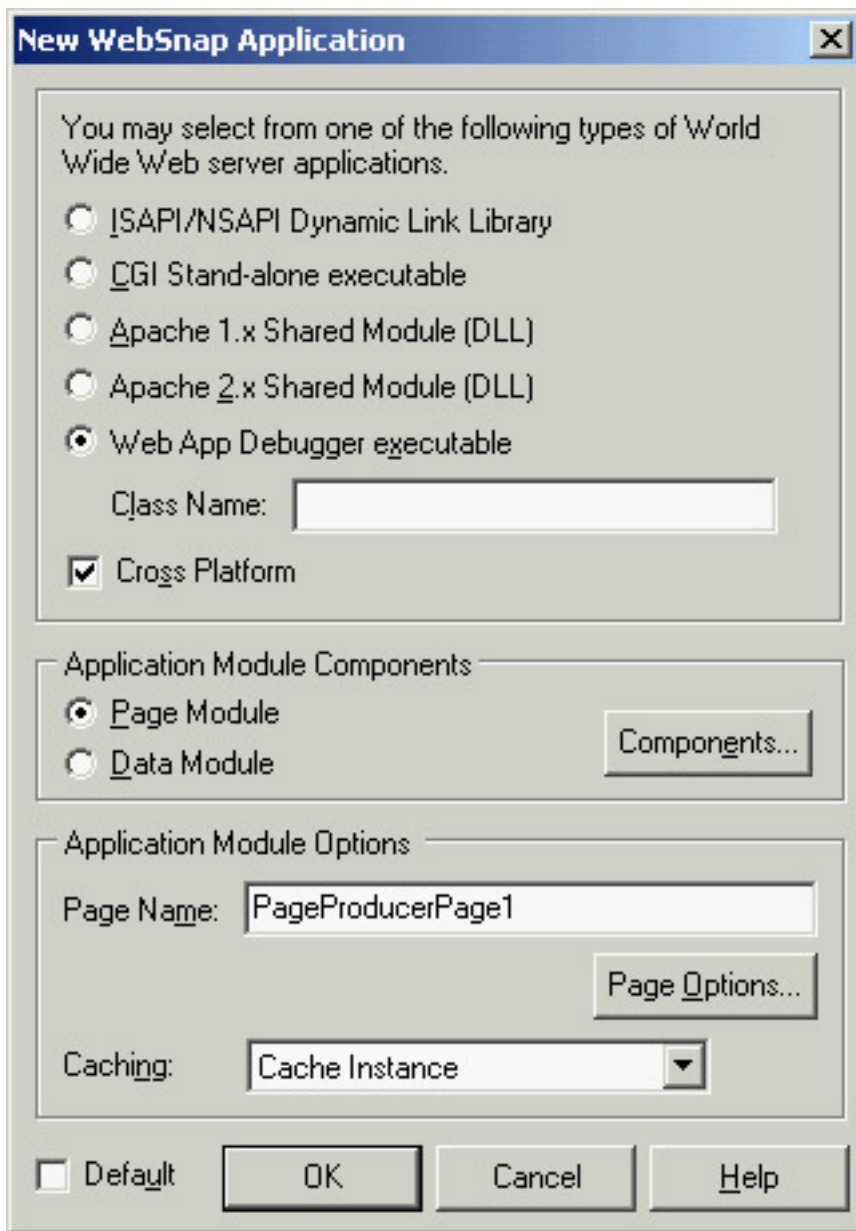 New WebSnap Application
You may select from one of the following types of World
Wide Web server applications.
ISAPI/NSAPI Dynamic Link Library
CGI Stand-alone executable
Apache 1.x Shared Module (DLL)
Apache 2.x Shared Module (DLL)
Web App Debugger executable
Class Name:
Cross Platform
Application Module Components
Page Module
Components...
Data Module
Application Module Options
Page Name: PageProducerPage1
Page Options...
Caching: Cache Instance
Default OK Cancel Help